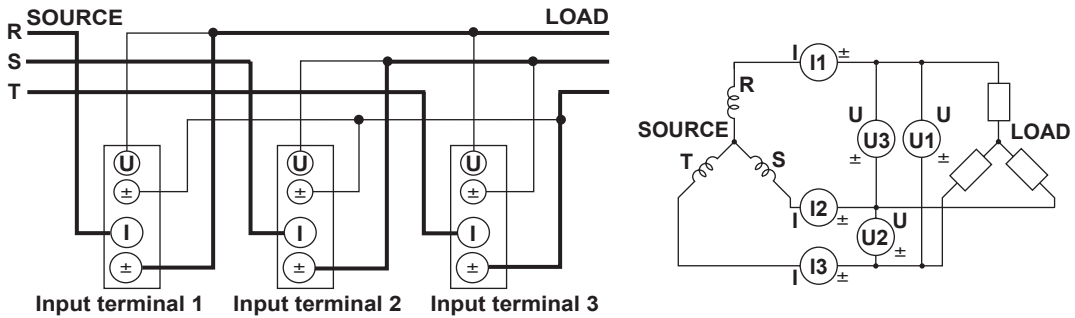 SOURCE
LOAD
R
S
T
U
±
I
±
Input terminal 1
U
±
I
±
Input terminal 2
U
±
I
±
Input terminal 3
I
I1
±
R
SOURCE
T
S
U
U3
±
U
U1
±
LOAD
I
I2
±
U
U2
±
I
I3
±